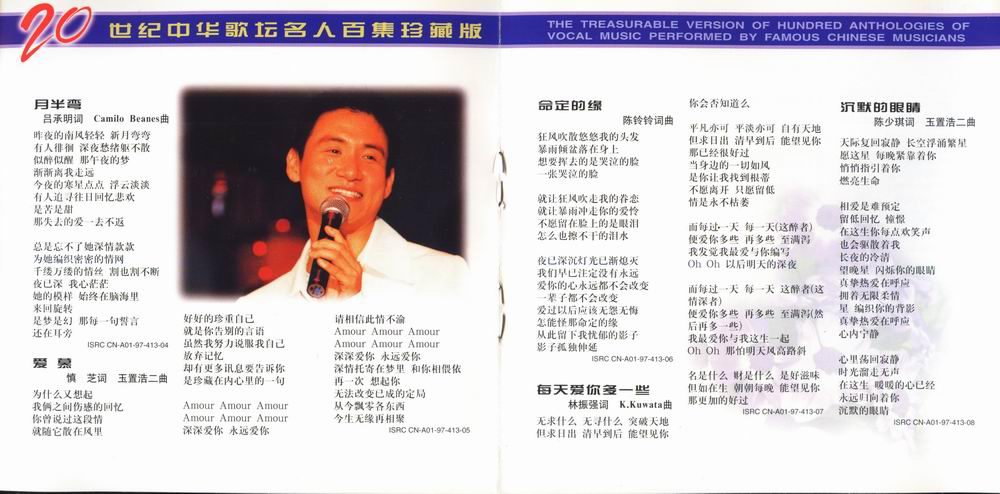 20世纪中华歌坛名人百集珍藏版
THE TREASURABLE VERSION OF HUNDRED ANTHOLOGIES OF
VOCAL MUSIC PERFORMED BY FAMOUS CHINESE MUSICIANS
月半弯
吕承明词 Camilo Beanes曲
昨夜的南风轻轻 新月弯弯
有人徘徊 深夜愁绪驱不散
似醉似醒 那午夜的梦
渐渐离我走远
今夜的寒星点点 浮云淡淡
有人追寻往日回忆悲欢
是苦是甜
那失去的爱一去不返
总是忘不了她深情款款
为她编织密密的情网
千缕万缕的情丝 割也割不断
夜已深 我心茫茫
她的模样 始终在脑海里
来回旋转
是梦是幻 那每一句誓言
还在耳旁
ISRC CN-A01-97-413-04
爱慕
慎芝词 玉置浩二曲
为什么又想起
我俩之间伤感的回忆
你曾说过这段情
就随它散在风里
好好的珍重自己
就是你告别的言语
虽然我努力说服我自己
放弃记忆
却有更多讯息要告诉你
是珍藏在内心里的一句
Amour Amour Amour
Amour Amour Amour
深深爱你 永远爱你
请相信此情不渝
Amour Amour Amour
Amour Amour Amour
深深爱你 永远爱你
深情托寄在梦里 和你相偎依
再一次 想起你
无法改变已成的定局
从今飘零各东西
今生无缘再相聚
ISRC CN-A01-97-413-05
命定的缘
陈铃铃词曲
狂风吹散悠悠我的头发
暴雨倾盆落在身上
想要挥去的是哭泣的脸
一张哭泣的脸
就让狂风吹走我的眷恋
就让暴雨冲走你的爱怜
不愿留在脸上的是眼泪
怎么也擦不干的泪水
夜已深沉灯光已渐熄灭
我们早已注定没有永远
爱你的心永远都不会改变
一辈子都不会改变
爱过以后应该无怨无悔
怎能怪那命定的缘
从此留下我忧郁的影子
影子孤独伸延
ISRC CN-A01-97-413-06
每天爱你多一些
林振强词 K.Kuwata曲
无求什么 无寻什么 突破天地
但求日出 清早到后 能望见你
你会否知道么
平凡亦可 平淡亦可 自有天地
但求日出 清早到后 能望见你
那已经很好过
当身边的一切如风
是你让我找到根蒂
不愿离开 只愿留低
情是永不枯萎
而每过一天 每一天(这醉者)
便爱你多些 再多些 至满泻
我发觉我最爱与你编写
Oh Oh 以后明天的深夜
而每过一天 每一天 这醉者(这
情深者)
便爱你多些 再多些 至满泻(然
后再多一些)
我最爱你与我这生一起
Oh Oh 那怕明天风高路斜
名是什么 财是什么 是好滋味
但如在生 朝朝每晚 能望见你
那更加的好过
ISRC CN-A01-97-413-07
沉默的眼睛
陈少琪词 玉置浩二曲
天际复回寂静 长空浮涌繁星
愿这星 每晚紧靠着你
悄悄指引着你
燃亮生命
相爱是难预定
留低回忆 憧憬
在这生你每点欢笑声
也会驱散着我
长夜的冷清
望晚星 闪烁你的眼睛
真挚热爱在呼应
拥着无限柔情
星 编织你的背影
真挚热爱在呼应
心内宁静
心里荡回寂静
时光溜走无声
在这生 暖暖的心已经
永远归向着你
沉默的眼睛
ISRC CN-A01-97-413-08